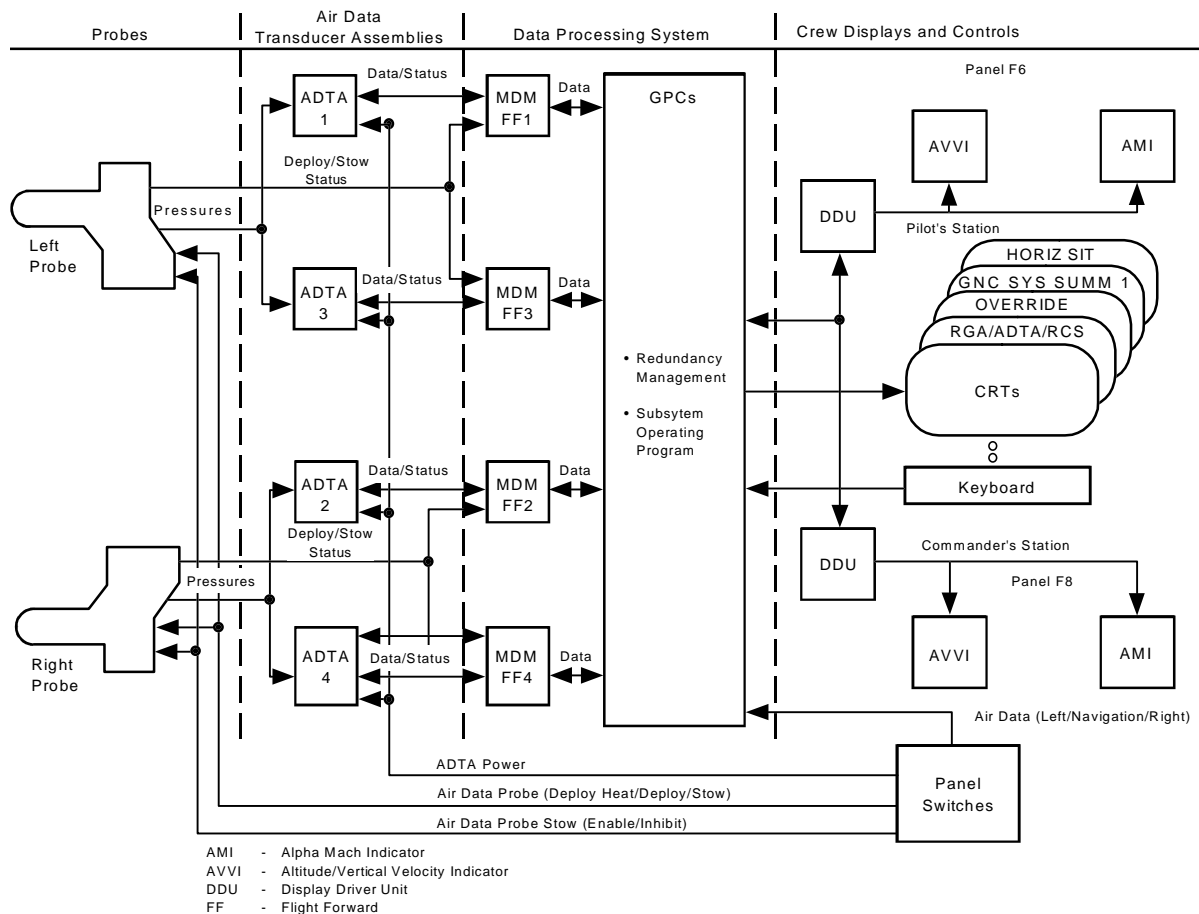 Probes
Air Data
Transducer Assemblies
Data Processing System
Crew Displays and Controls
Panel F6
Data/Status
ADTA
1
MDM
FF1
Data
GPCs
AVVI
AMI
Deploy/Stow
Status
Pressures
DDU
Pilot's Station
Left
Probe
HORIZ SIT
GNC SYS SUMM 1
OVERRIDE
RGA/ADTA/RCS
CRTs
Data/Status
ADTA
3
MDM
FF3
Data
• Redundancy
Management
• Subsytem
Operating
Program
Data/Status
ADTA
2
MDM
FF2
Data
Keyboard
Deploy/Stow
Status
Pressures
DDU
Commander's Station
Panel F8
Right
Probe
ADTA
4
Data/Status
MDM
FF4
Data
AVVI
AMI
Air Data (Left/Navigation/Right)
ADTA Power
Air Data Probe (Deploy Heat/Deploy/Stow)
Air Data Probe Stow (Enable/Inhibit)
Panel
Switches
AMI - Alpha Mach Indicator
AVVI - Altitude/Vertical Velocity Indicator
DDU - Display Driver Unit
FF - Flight Forward